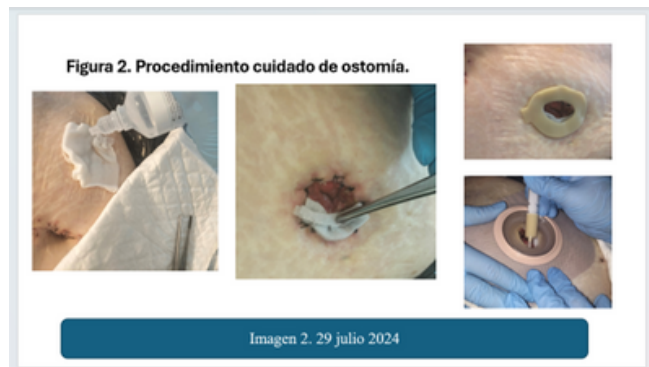 Figura 2. Procedimiento cuidado de ostomía.
Imagen 2. 29 julio 2024